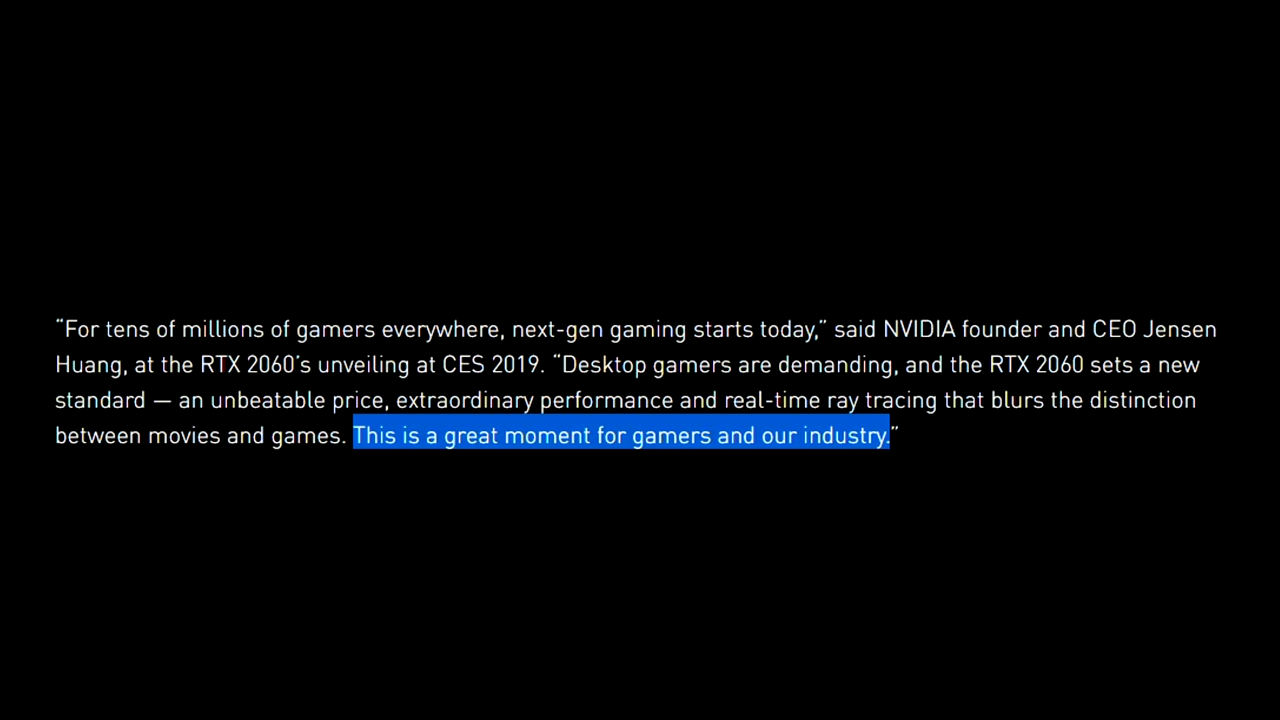 “For tens of millions of gamers everywhere, next-gen gaming starts today,” said NVIDIA founder and CEO Jensen
Huang, at the RTX 2060’s unveiling at CES 2019. “Desktop gamers are demanding, and the RTX 2060 sets a new
standard — an unbeatable price, extraordinary performance and real-time ray tracing that blurs the distinction
between movies and games. This is a great moment for gamers and our industry.”